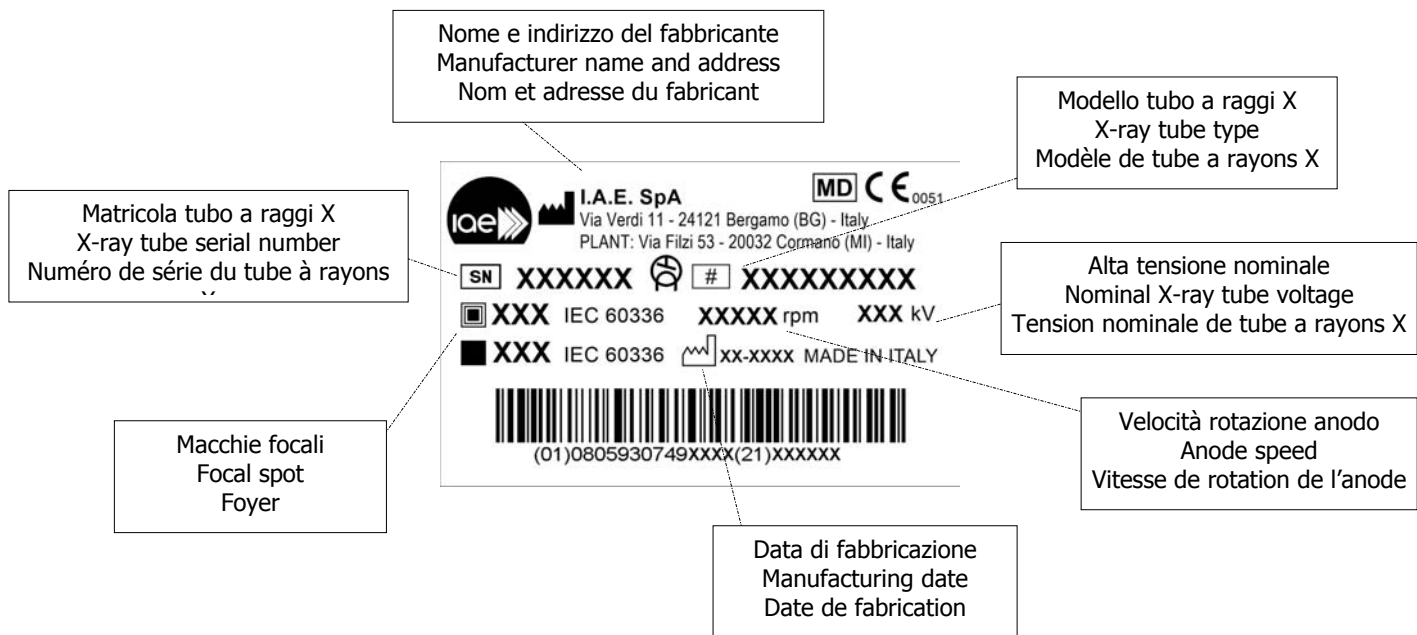 Nome e indirizzo del fabbricante
Manufacturer name and address
Nom et adresse du fabricant
Modello tubo a raggi X
X-ray tube type
Modèle de tube a rayons X
Matricola tubo a raggi X
X-ray tube serial number
Numéro de série du tube à rayons
iae
I.A.E. SpA
MD CE 0051
Via Verdi 11 - 24121 Bergamo (BG) - Italy
PLANT: Via Filzi 53 - 20032 Cormano (MI) - Italy
SN XXXXXX # XXXXXXXXX
XXX IEC 60336 XXXXX rpm XXX kV
XXX IEC 60336 xx-xxxx MADE IN ITALY
(01)0805930749XXXX(21)XXXXXX
Alta tensione nominale
Nominal X-ray tube voltage
Tension nominale de tube a rayons X
Macchie focali
Focal spot
Foyer
Velocità rotazione anodo
Anode speed
Vitesse de rotation de l’anode
Data di fabbricazione
Manufacturing date
Date de fabrication